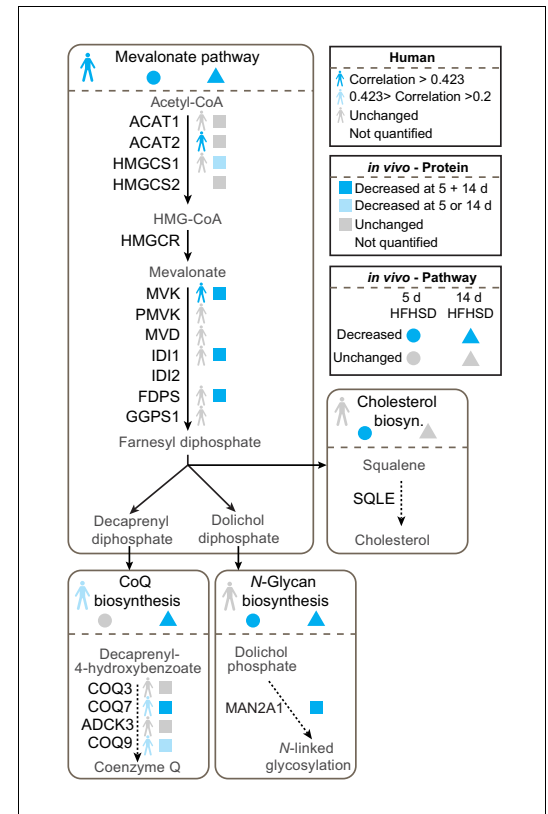 Mevalonate pathway
Acetyl-CoA
ACAT1
ACAT2
HMGCS1
HMGCS2
HMG-CoA
HMGCR
Mevalonate
MVK
PMVK
MVD
IDI1
IDI2
FDPS
GGPS1
Farnesyl diphosphate
Decaprenyl
diphosphate
Dolichol
diphosphate
Human
Correlation > 0.423
0.423> Correlation >0.2
Unchanged
Not quantified
in vivo - Protein
Decreased at 5 + 14 d
Decreased at 5 or 14 d
Unchanged
Not quantified
in vivo - Pathway
5 d 14 d
HFHSD HFHSD
Decreased
Unchanged
Cholesterol
biosyn.
Squalene
SQLE
Cholesterol
CoQ
biosynthesis
Decaprenyl-
4-hydroxybenzoate
COQ3
COQ7
ADCK3
COQ9
Coenzyme Q
N-Glycan
biosynthesis
Dolichol
phosphate
MAN2A1
N-linked
glycosylation